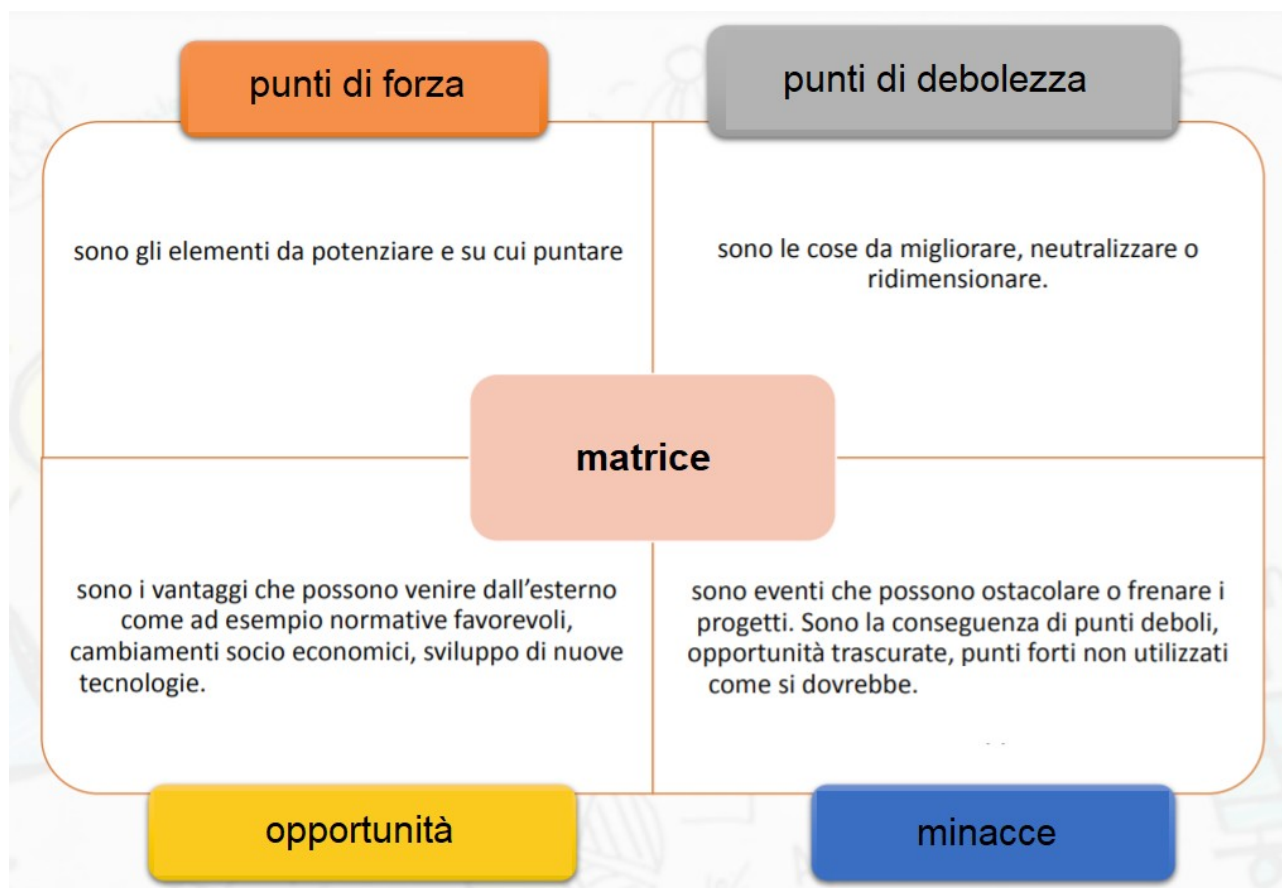 punti di forza
punti di debolezza
sono gli elementi da potenziare e su cui puntare
sono le cose da migliorare, neutralizzare o
ridimensionare.
matrice
sono i vantaggi che possono venire dall'esterno
come ad esempio normative favorevoli,
cambiamenti socio economici, sviluppo di nuove
tecnologie.
sono eventi che possono ostacolare o frenare i
progetti. Sono la conseguenza di punti deboli,
opportunità trascurate, punti forti non utilizzati
come si dovrebbe.
opportunità
minacce